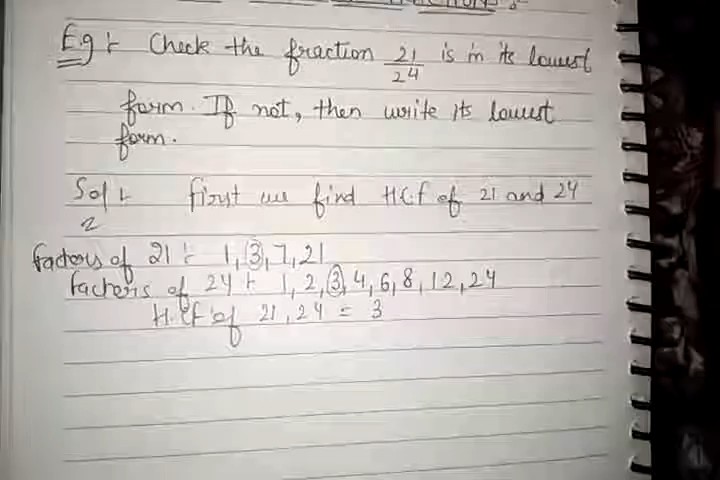 E.g :- Check the fraction 21/24 is in its lowest
form. If not, then write its lowest
form.
Sol :- First we find HCF of 21 and 24
factors of 21 :- 1, 3, 7, 21
factors of 24 :- 1, 2, 3, 4, 6, 8, 12, 24
HCF of 21, 24 = 3